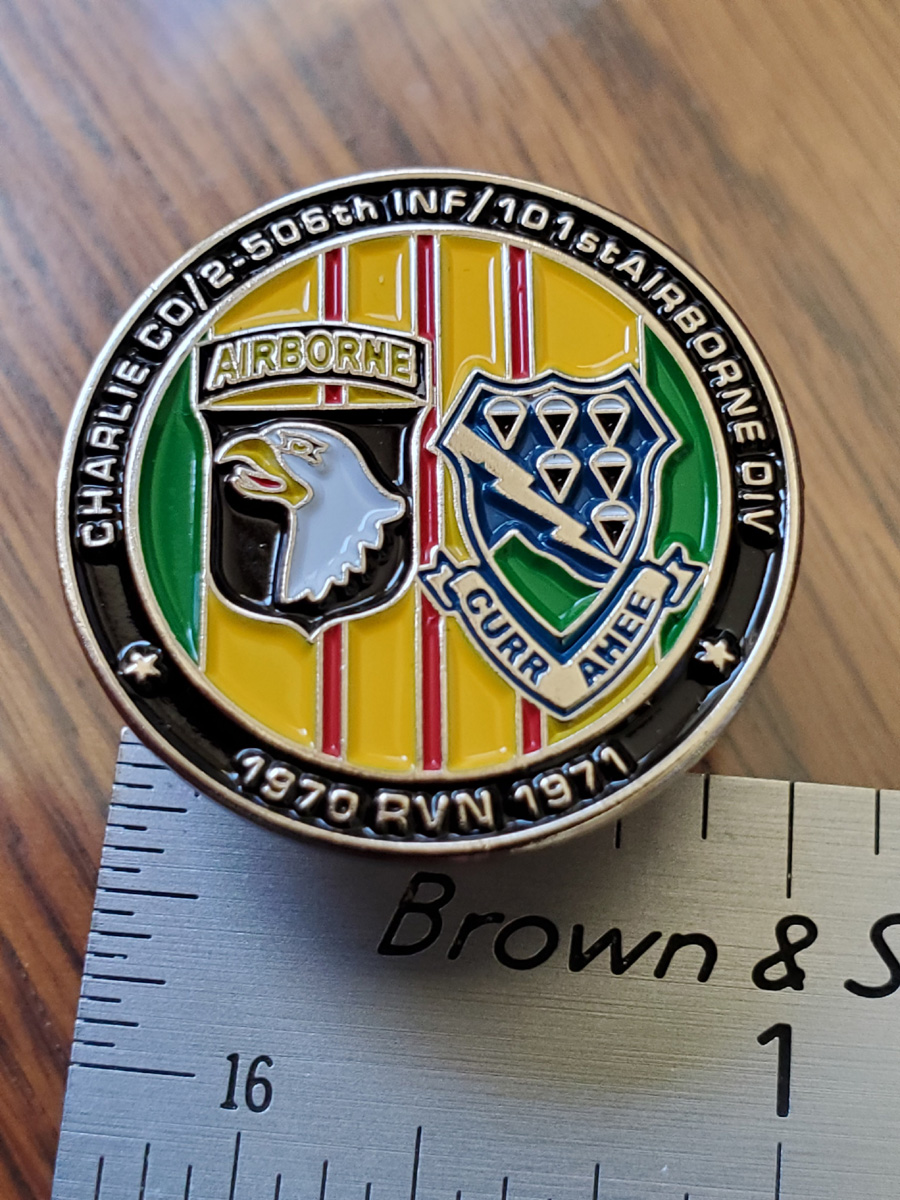 CHARLIE CO/2-506th INF/101st AIRBORNE DIV
AIRBORNE
CURR AHEE
1970 RVN 1971
Brown & S
1
16